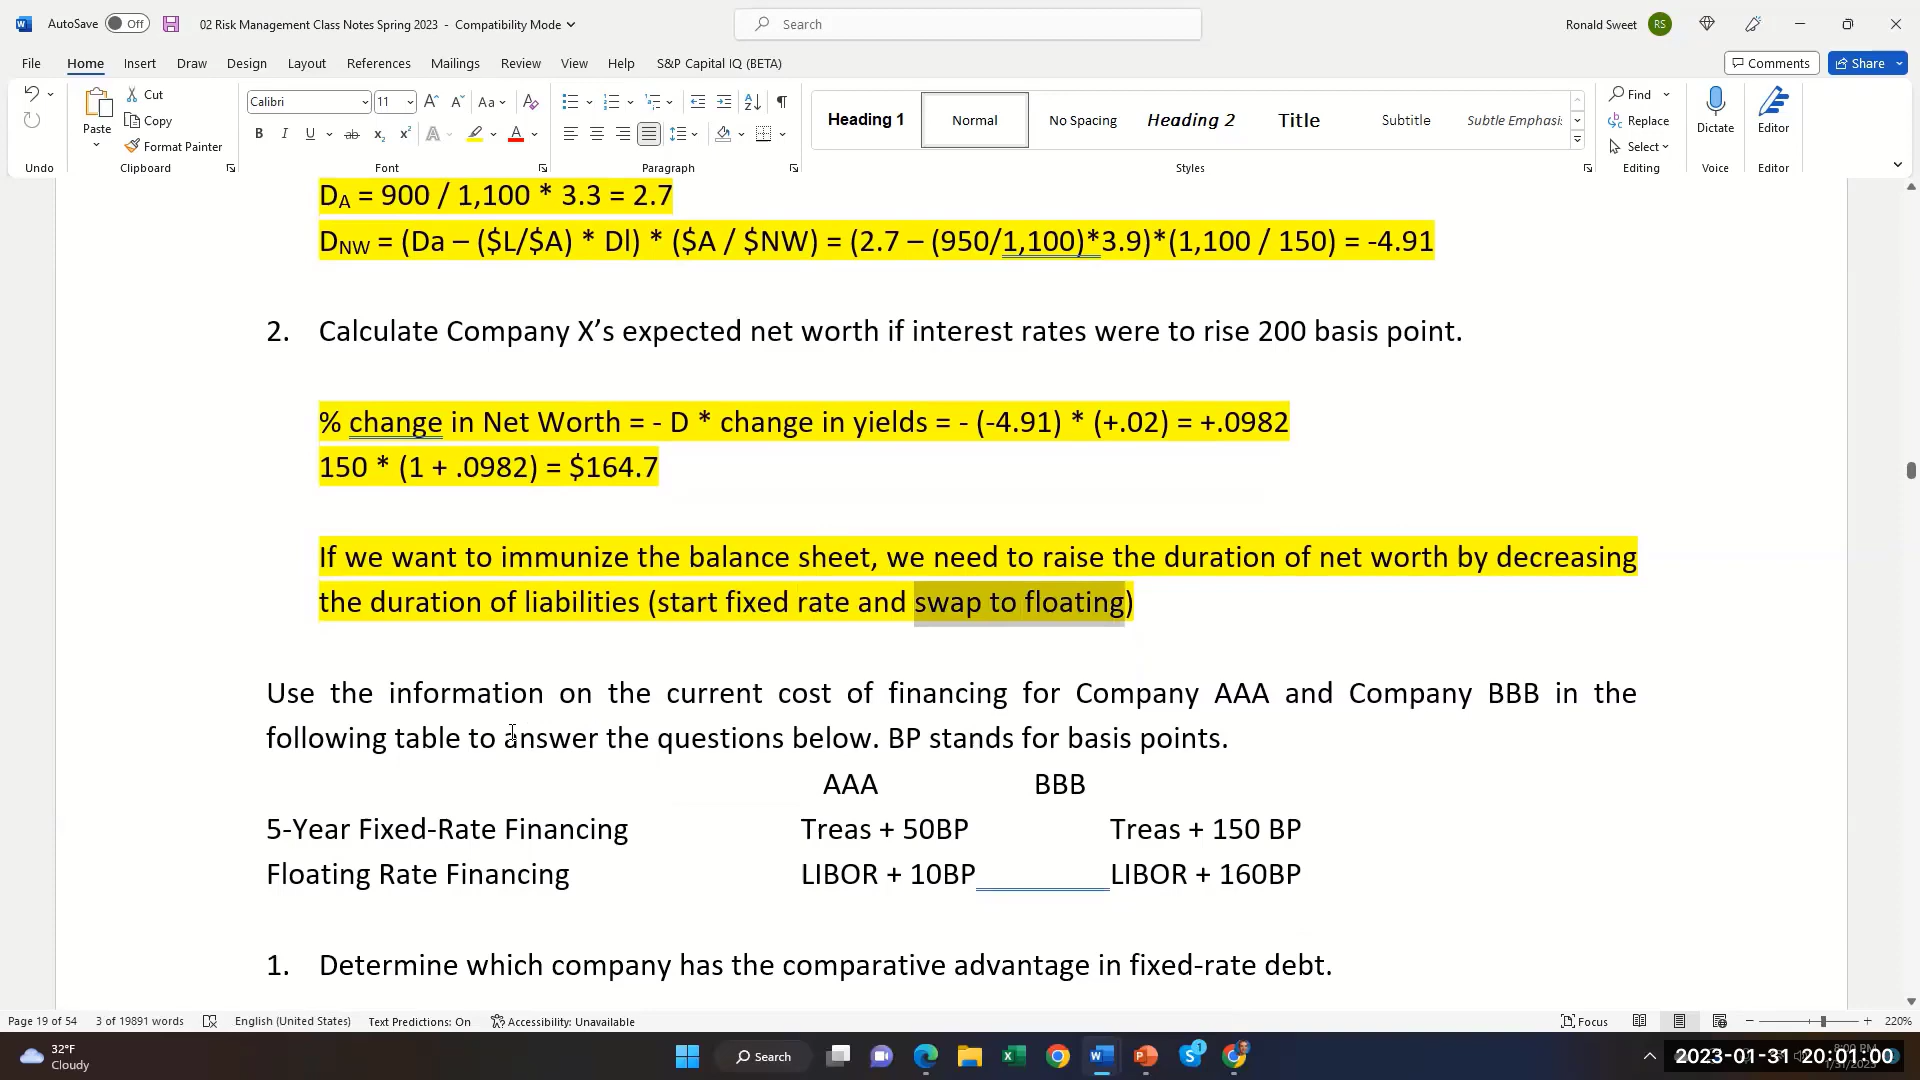 AutoSave Off 02 Risk Management Class Notes Spring 2023 - Compatibility Mode Search Ronald Sweet RS
File Home Insert Draw Design Layout References Mailings Review View Help S&P Capital IQ (BETA) Comments Share
Paste Cut Copy Format Painter
Calibri 11
Heading 1 Normal No Spacing Heading 2 Title Subtitle Subtle Emphasis
Find Replace Select Dictate Editor
Undo Clipboard Font Paragraph Styles Editing Voice Editor
DA = 900 / 1,100 * 3.3 = 2.7
DNW = (Da – ($L/$A) * Dl) * ($A / $NW) = (2.7 – (950/1,100)*3.9)*(1,100 / 150) = -4.91
2. Calculate Company X’s expected net worth if interest rates were to rise 200 basis point.
% change in Net Worth = - D * change in yields = - (-4.91) * (+.02) = +.0982
150 * (1 + .0982) = $164.7
If we want to immunize the balance sheet, we need to raise the duration of net worth by decreasing
the duration of liabilities (start fixed rate and swap to floating)
Use the information on the current cost of financing for Company AAA and Company BBB in the
following table to answer the questions below. BP stands for basis points.
AAA BBB
5-Year Fixed-Rate Financing Treas + 50BP Treas + 150 BP
Floating Rate Financing LIBOR + 10BP LIBOR + 160BP
1. Determine which company has the comparative advantage in fixed-rate debt.
Page 19 of 54 3 of 19891 words English (United States) Text Predictions: On Accessibility: Unavailable Focus 220%
32°F
Cloudy
Search
2023-01-31 20:01:00